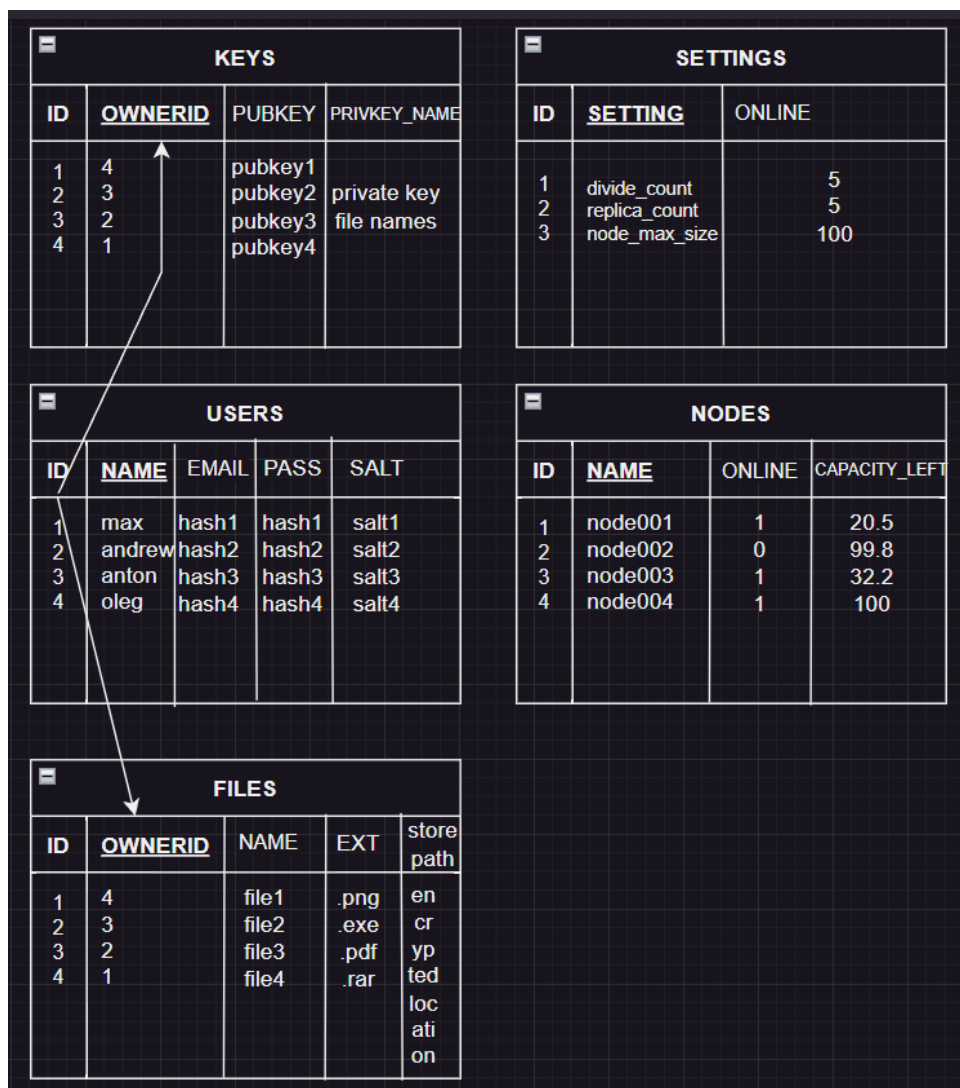 KEYS
ID OWNERID PUBKEY PRIVKEY_NAME
1 4 pubkey1
2 3 pubkey2 private key
3 2 pubkey3 file names
4 1 pubkey4
SETTINGS
ID SETTING ONLINE
1 divide_count 5
2 replica_count 5
3 node_max_size 100
USERS
ID NAME EMAIL PASS SALT
1 max hash1 hash1 salt1
2 andrew hash2 hash2 salt2
3 anton hash3 hash3 salt3
4 oleg hash4 hash4 salt4
NODES
ID NAME ONLINE CAPACITY_LEFT
1 node001 1 20.5
2 node002 0 99.8
3 node003 1 32.2
4 node004 1 100
FILES
ID OWNERID NAME EXT store
path
1 4 file1 .png en
2 3 file2 .exe cr
3 2 file3 .pdf yp
4 1 file4 .rar ted
loc
ati
on